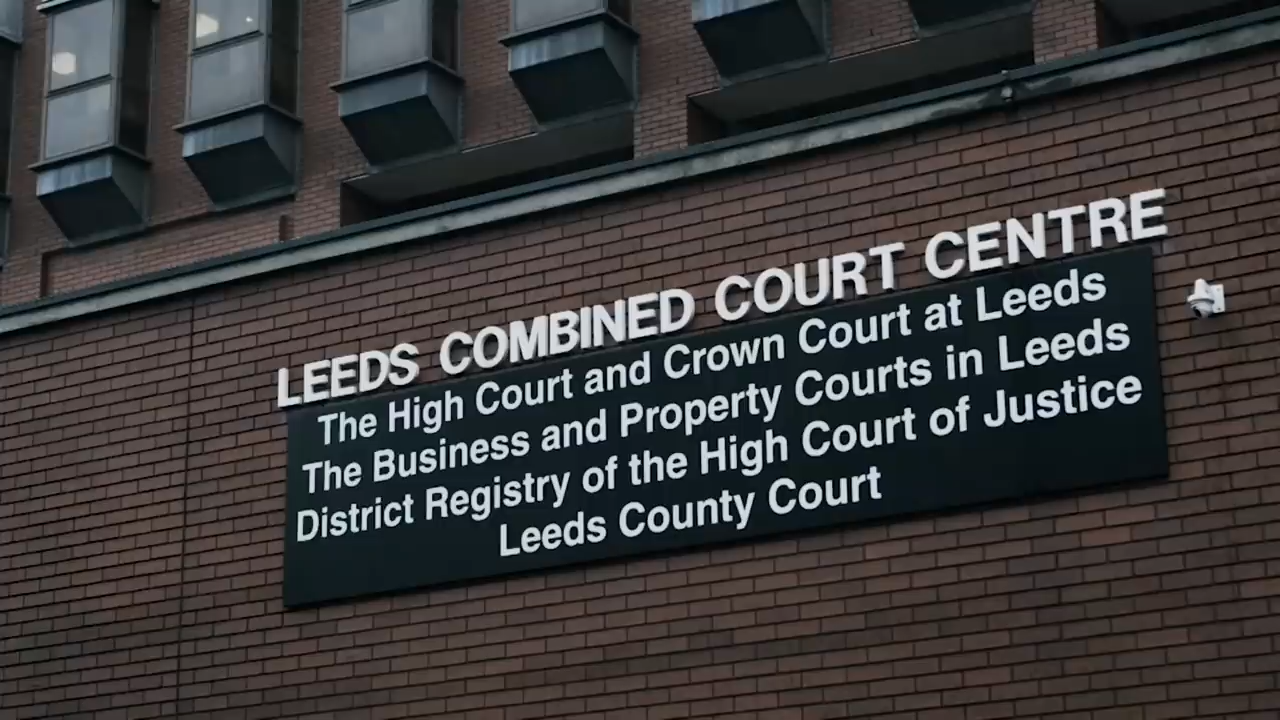 LEEDS COMBINED COURT CENTRE
The High Court and Crown Court at Leeds
The Business and Property Courts in Leeds
District Registry of the High Court of Justice
Leeds County Court